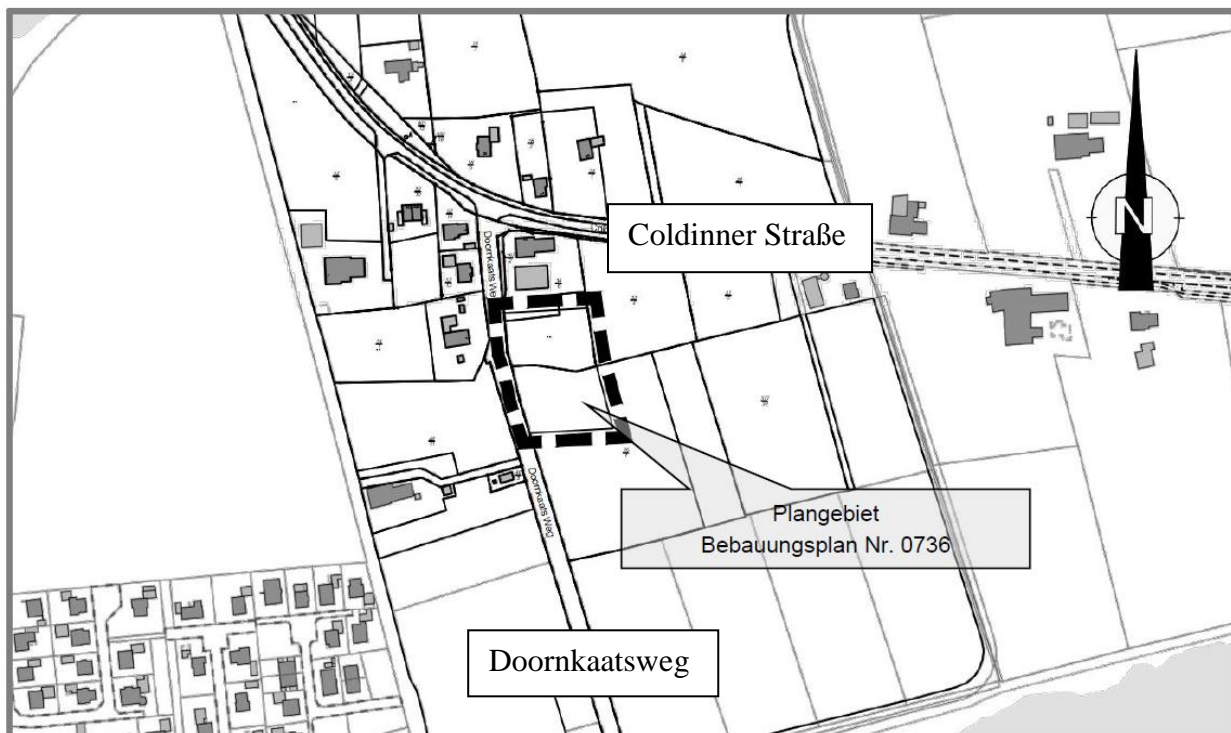 Coldinner Straße
N
Doornkaats Weg
Plangebiet
Bebauungsplan Nr. 0736
Doornkaats Weg
Doornkaatsweg